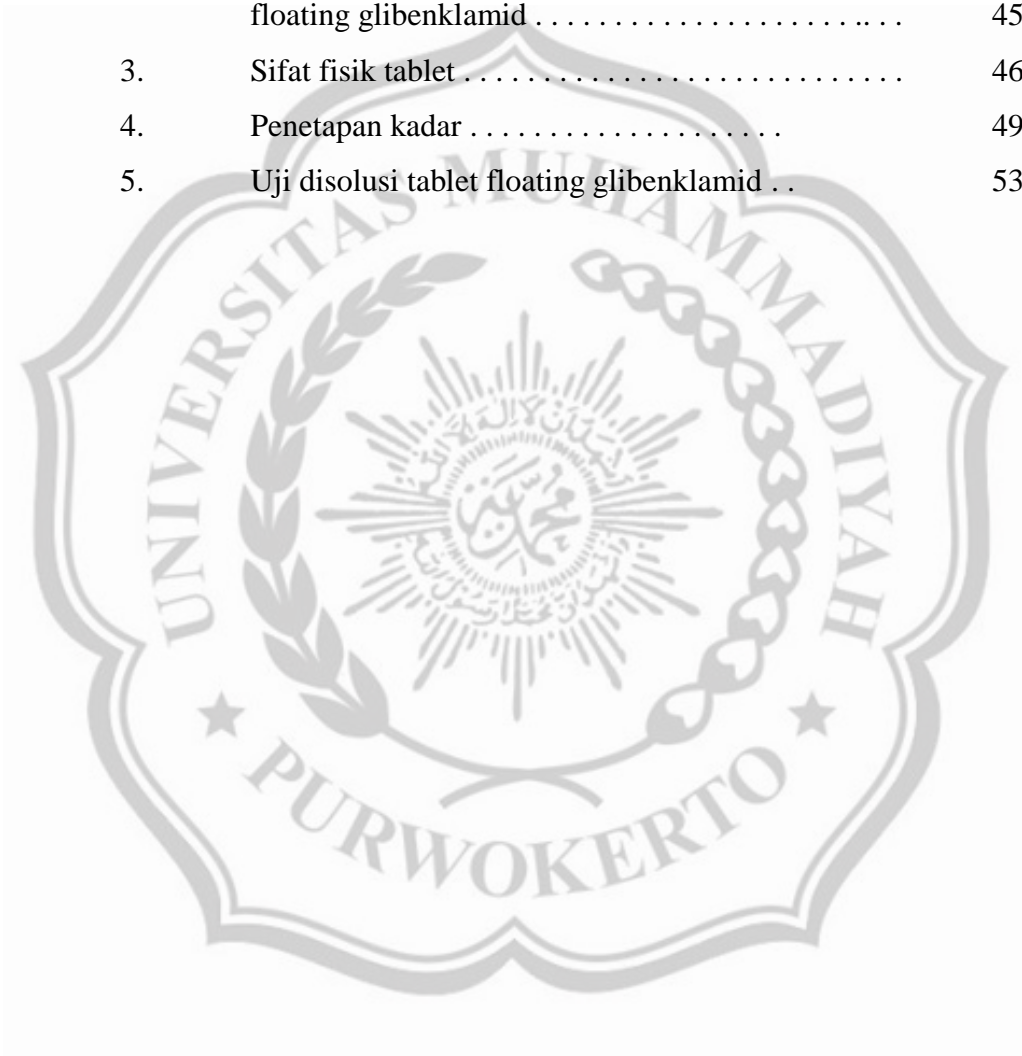 floating glibenklamid . . . . . . . . . . . . . . . . . . . . . .. . . 45
3. Sifat fisik tablet . . . . . . . . . . . . . . . . . . . . . . . . . . . . 46
4. Penetapan kadar . . . . . . . . . . . . . . . . . . . . 49
5. Uji disolusi tablet floating glibenklamid . . 53
UNIVERSITAS MUHAMMADIYAH
PURWOKERTO